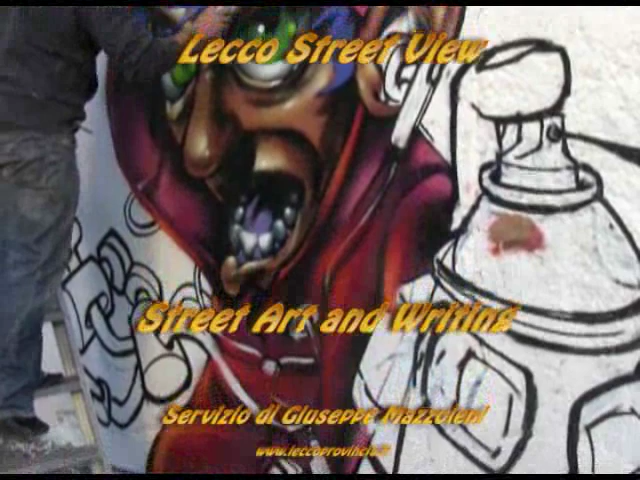 Lecco Street View
Street Art and Writing
Servizio di Giuseppe Mazzoleni
www.leccoprovincia.it